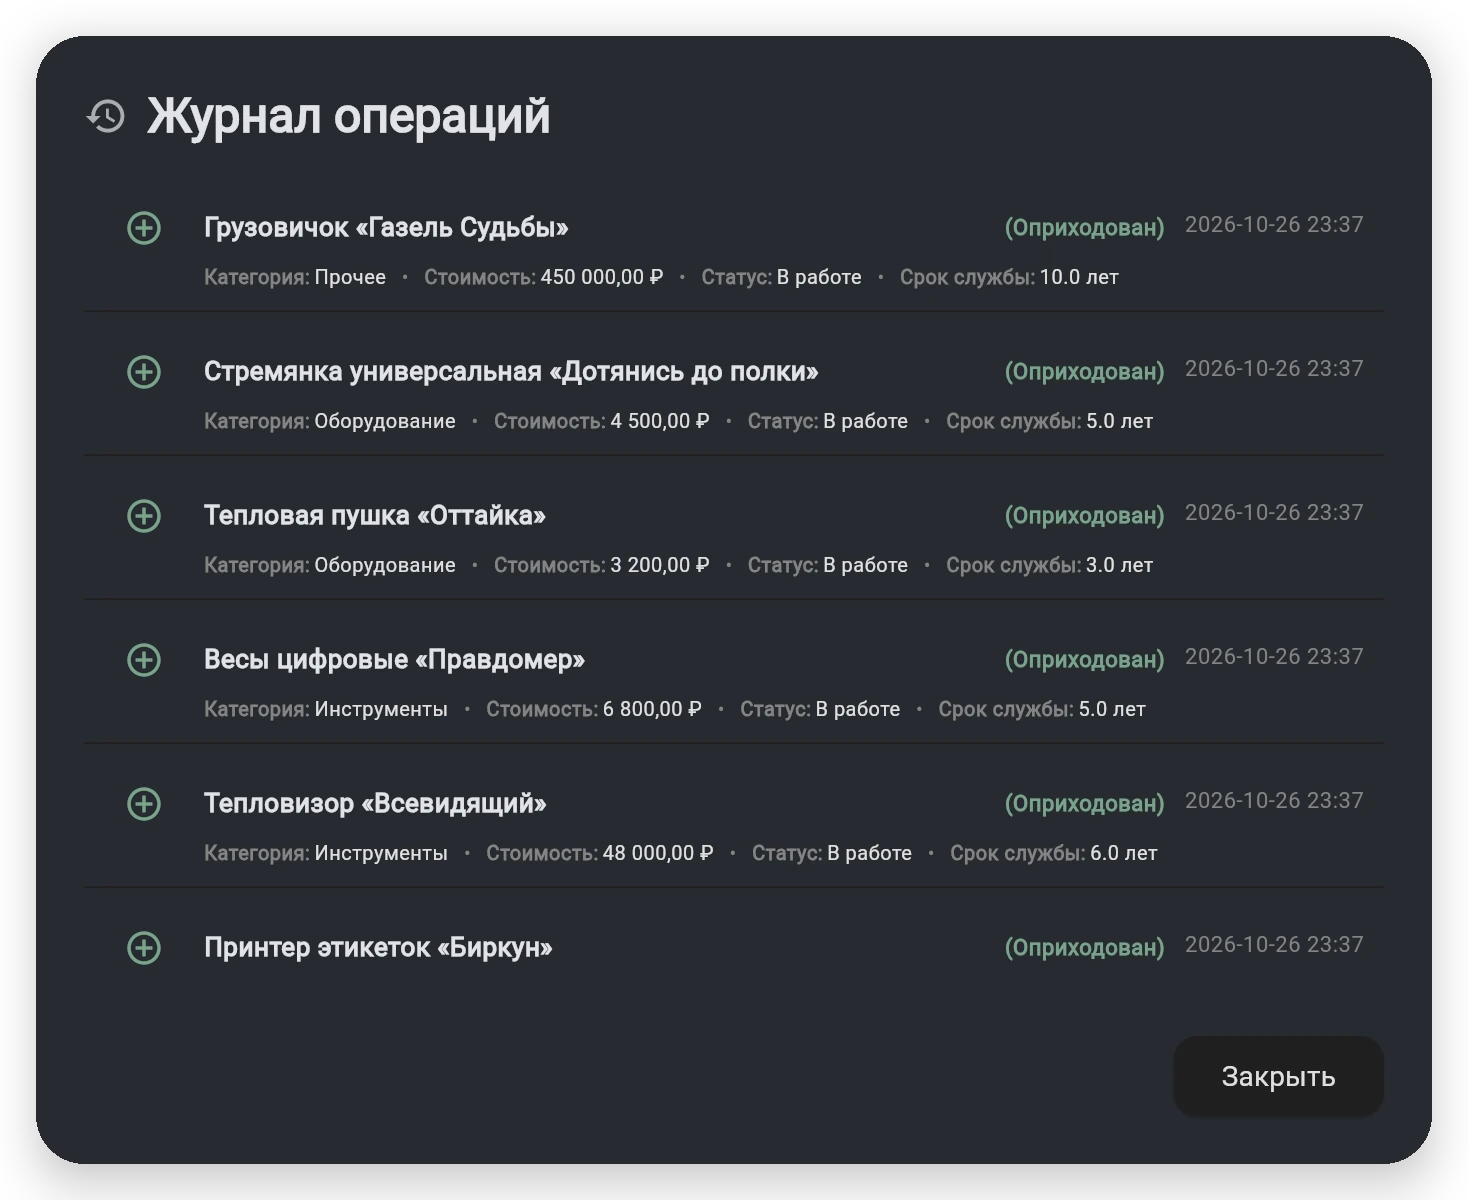 Журнал операций
Грузовичок «Газель Судьбы» (Оприходован) 2026-10-26 23:37
Категория: Прочее • Стоимость: 450 000,00 ₽ • Статус: В работе • Срок службы: 10.0 лет
Стремянка универсальная «Дотянись до полки» (Оприходован) 2026-10-26 23:37
Категория: Оборудование • Стоимость: 4 500,00 ₽ • Статус: В работе • Срок службы: 5.0 лет
Тепловая пушка «Оттайка» (Оприходован) 2026-10-26 23:37
Категория: Оборудование • Стоимость: 3 200,00 ₽ • Статус: В работе • Срок службы: 3.0 лет
Весы цифровые «Правдомер» (Оприходован) 2026-10-26 23:37
Категория: Инструменты • Стоимость: 6 800,00 ₽ • Статус: В работе • Срок службы: 5.0 лет
Тепловизор «Всевидящий» (Оприходован) 2026-10-26 23:37
Категория: Инструменты • Стоимость: 48 000,00 ₽ • Статус: В работе • Срок службы: 6.0 лет
Принтер этикеток «Биркун» (Оприходован) 2026-10-26 23:37
Закрыть